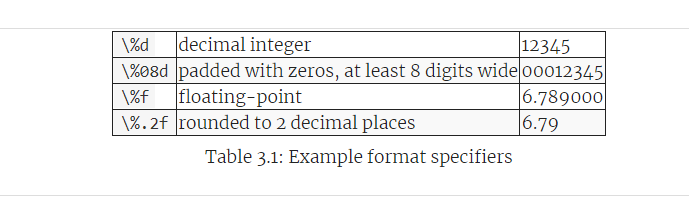 \%d decimal integer 12345
\%08d padded with zeros, at least 8 digits wide 00012345
\%f floating-point 6.789000
\%.2f rounded to 2 decimal places 6.79
Table 3.1: Example format specifiers